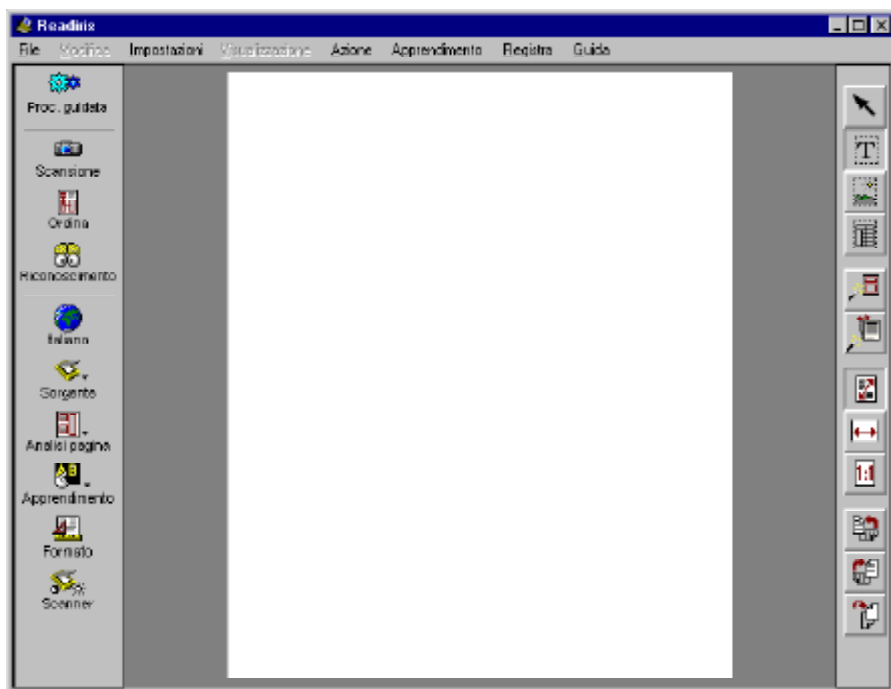 Readiris
File Modifica Impostazioni Visualizzazione Azione Apprendimento Registra Guida
Proc. guidata
Scansione
Ordina
Riconoscimento
Italiano
Sorgente
Analisi pagina
Apprendimento
Formato
Scanner
T
1:1